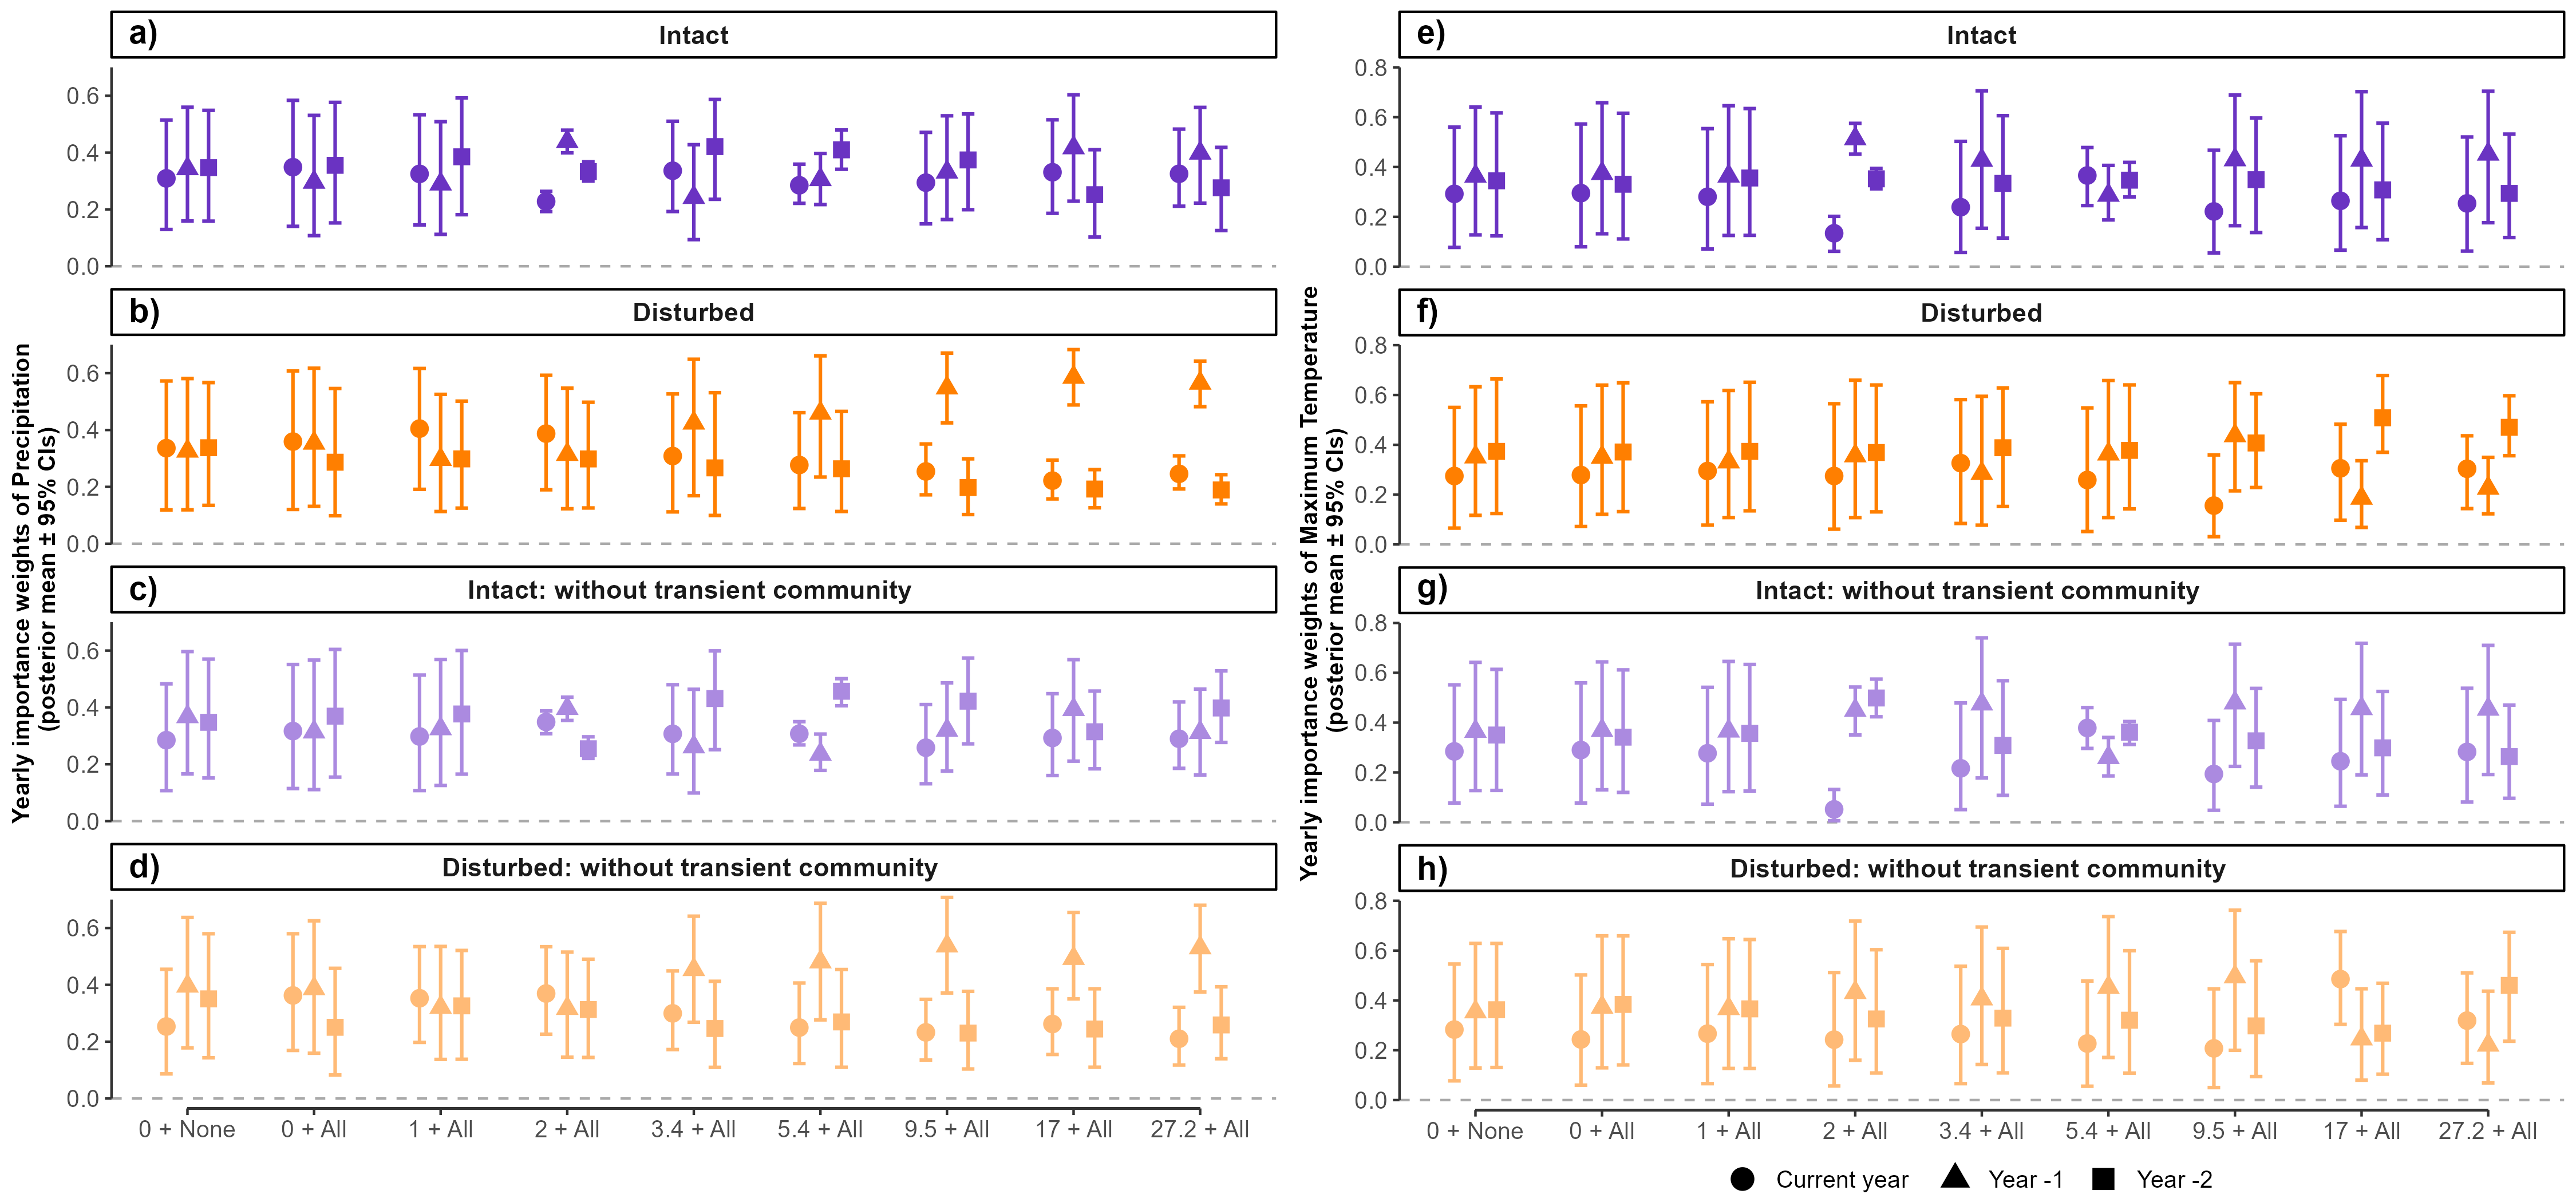 a) Intact
0.6
0.4
0.2
0.0
b) Disturbed
0.6
0.4
0.2
0.0
c) Intact: without transient community
0.6
0.4
0.2
0.0
d) Disturbed: without transient community
0.6
0.4
0.2
0.0
0 + None 0 + All 1 + All 2 + All 3.4 + All 5.4 + All 9.5 + All 17 + All 27.2 + All
Yearly importance weights of Precipitation
(posterior mean ± 95% CIs)
e) Intact
0.8
0.6
0.4
0.2
0.0
f) Disturbed
0.8
0.6
0.4
0.2
0.0
g) Intact: without transient community
0.8
0.6
0.4
0.2
0.0
h) Disturbed: without transient community
0.8
0.6
0.4
0.2
0.0
0 + None 0 + All 1 + All 2 + All 3.4 + All 5.4 + All 9.5 + All 17 + All 27.2 + All
Yearly importance weights of Maximum Temperature
(posterior mean ± 95% CIs)
Current year Year -1 Year -2